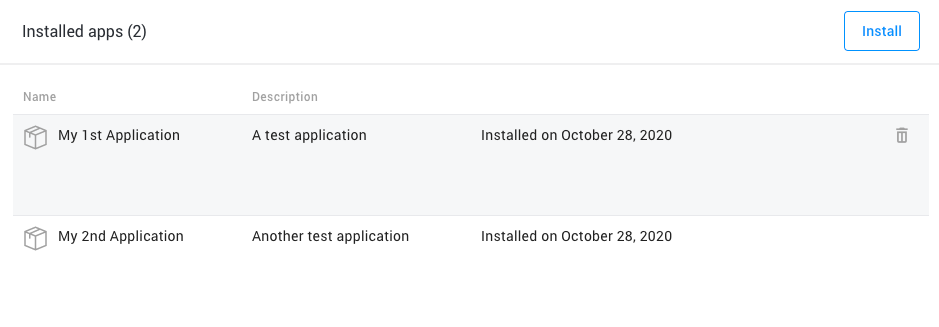 Installed apps (2)
Install
Name Description
My 1st Application A test application Installed on October 28, 2020
My 2nd Application Another test application Installed on October 28, 2020